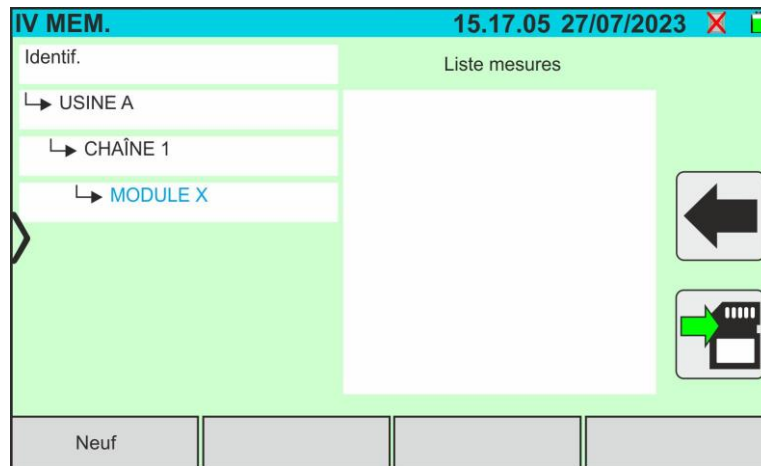 IV MEM. 15.17.05 27/07/2023
Identif.
Liste mesures
USINE A
CHAÎNE 1
MODULE X
Neuf